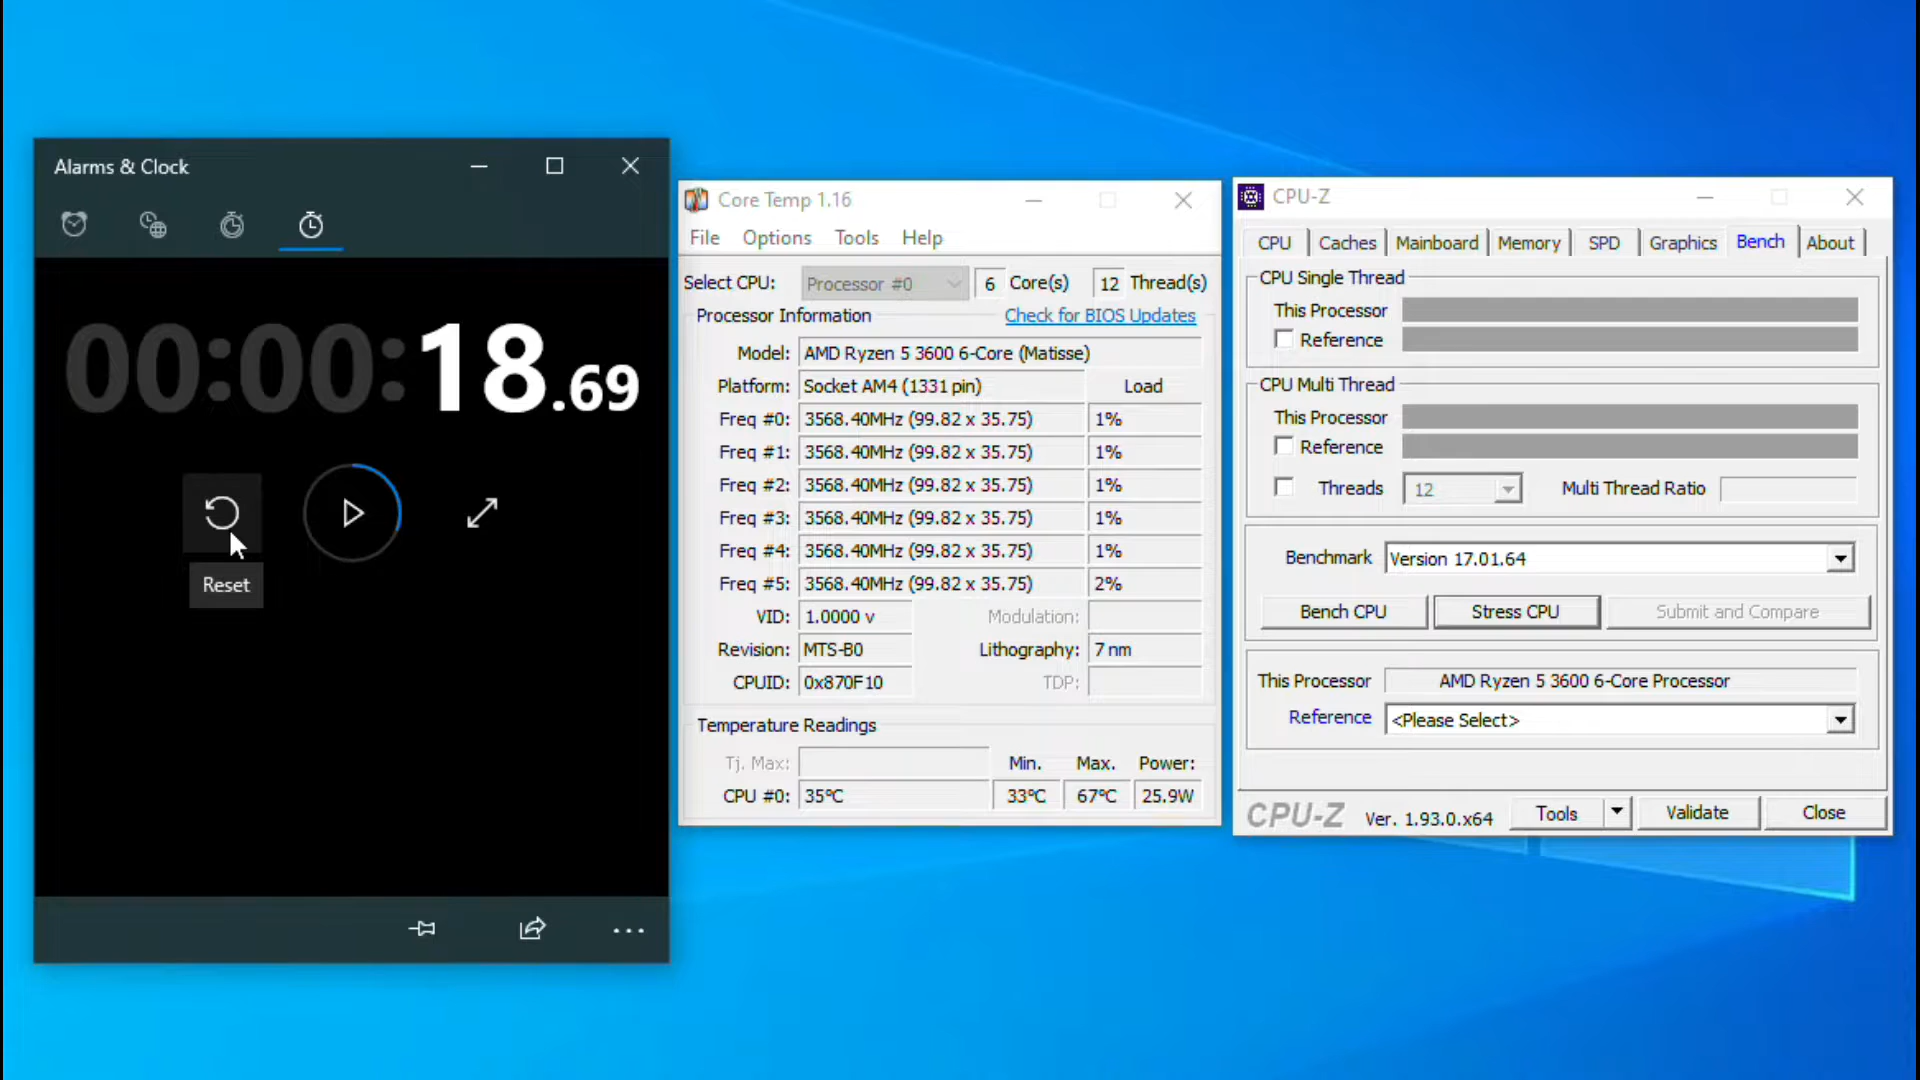 Alarms & Clock
00:00:18.69
Reset
Core Temp 1.16
File Options Tools Help
Select CPU: Processor #0 6 Core(s) 12 Thread(s)
Processor Information Check for BIOS Updates
Model: AMD Ryzen 5 3600 6-Core (Matisse)
Platform: Socket AM4 (1331 pin) Load
Freq #0: 3568.40MHz (99.82 x 35.75) 1%
Freq #1: 3568.40MHz (99.82 x 35.75) 1%
Freq #2: 3568.40MHz (99.82 x 35.75) 1%
Freq #3: 3568.40MHz (99.82 x 35.75) 1%
Freq #4: 3568.40MHz (99.82 x 35.75) 1%
Freq #5: 3568.40MHz (99.82 x 35.75) 2%
VID: 1.0000 v Modulation:
Revision: MTS-B0 Lithography: 7 nm
CPUID: 0x870F10 TDP:
Temperature Readings
Tj. Max: Min. Max. Power:
CPU #0: 35°C 33°C 67°C 25.9W
CPU-Z
CPU Caches Mainboard Memory SPD Graphics Bench About
CPU Single Thread
This Processor
Reference
CPU Multi Thread
This Processor
Reference
Threads 12 Multi Thread Ratio
Benchmark Version 17.01.64
Bench CPU Stress CPU Submit and Compare
This Processor AMD Ryzen 5 3600 6-Core Processor
Reference <Please Select>
CPU-Z Ver. 1.93.0.x64 Tools Validate Close